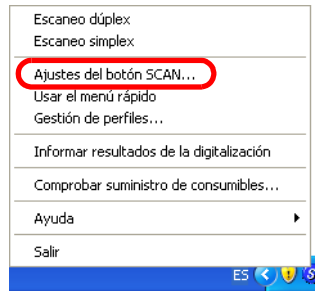 Escaneo dúplex
Escaneo simplex
Ajustes del botón SCAN...
Usar el menú rápido
Gestión de perfiles...
Informar resultados de la digitalización
Comprobar suministro de consumibles...
Ayuda
Salir
ES